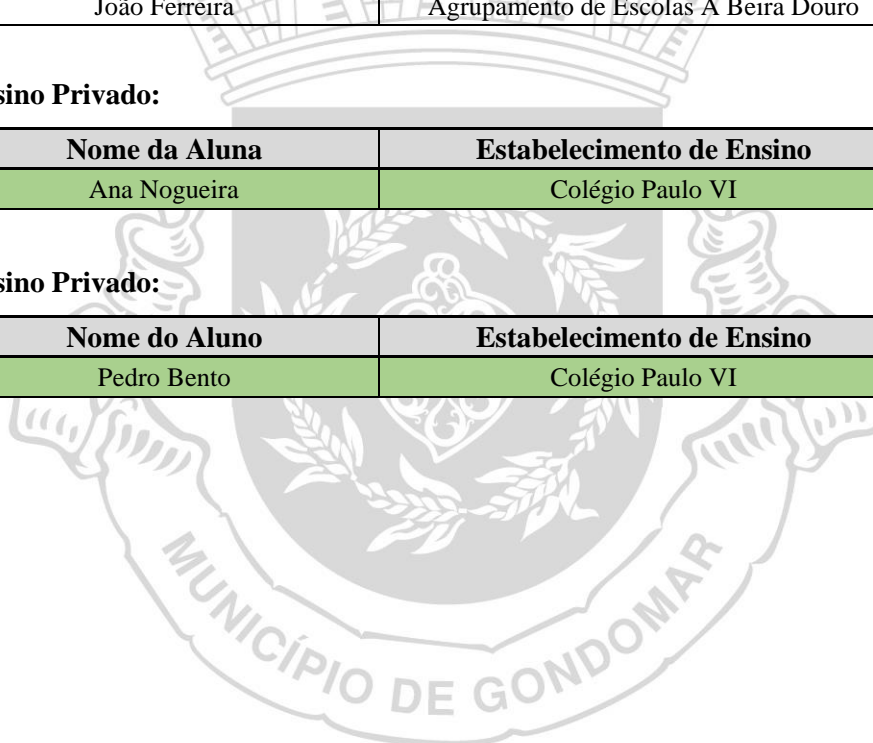 João Ferreira Agrupamento de Escolas À Beira Douro
sino Privado:
Nome da Aluna Estabelecimento de Ensino
Ana Nogueira Colégio Paulo VI
sino Privado:
Nome do Aluno Estabelecimento de Ensino
Pedro Bento Colégio Paulo VI
MUNICÍPIO DE GONDOMAR